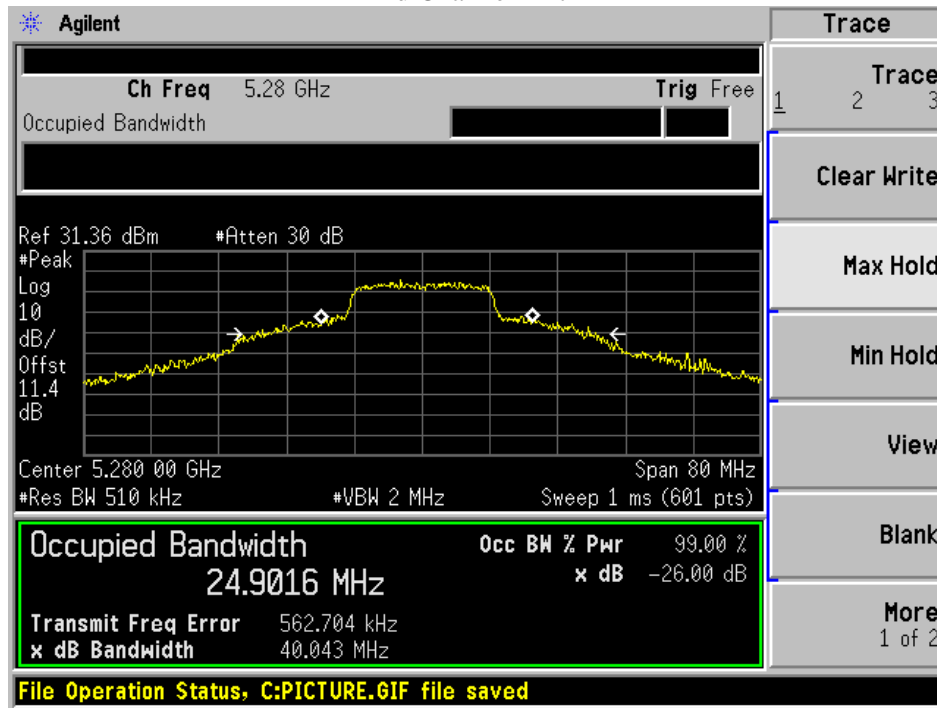 Agilent
Trace
Ch Freq 5.28 GHz
Trig Free
Occupied Bandwidth
Trace
1 2 3
Clear Write
Max Hold
Min Hold
View
Blank
More
1 of 2
Ref 31.36 dBm #Atten 30 dB
#Peak
Log
10
dB/
Offst
11.4
dB
Center 5.280 00 GHz Span 80 MHz
#Res BW 510 kHz #VBW 2 MHz Sweep 1 ms (601 pts)
Occupied Bandwidth
24.9016 MHz
Occ BW % Pwr 99.00 %
x dB -26.00 dB
Transmit Freq Error 562.704 kHz
x dB Bandwidth 40.043 MHz
File Operation Status, C:PICTURE.GIF file saved